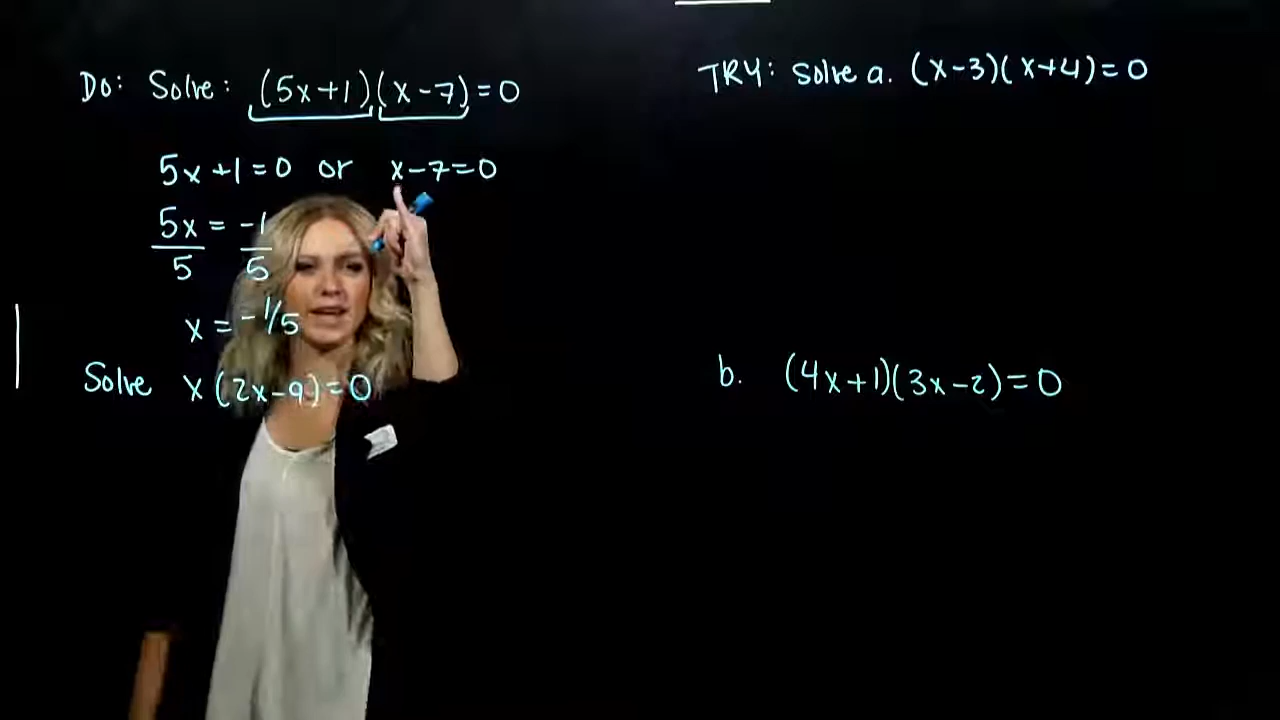 Do: Solve: (5x+1)(x-7)=0
5x+1=0 or x-7=0
5x = -1
5 5
x = -1/5
Solve x(2x-9)=0
TRY: Solve a. (x-3)(x+4)=0
b. (4x+1)(3x-2)=0